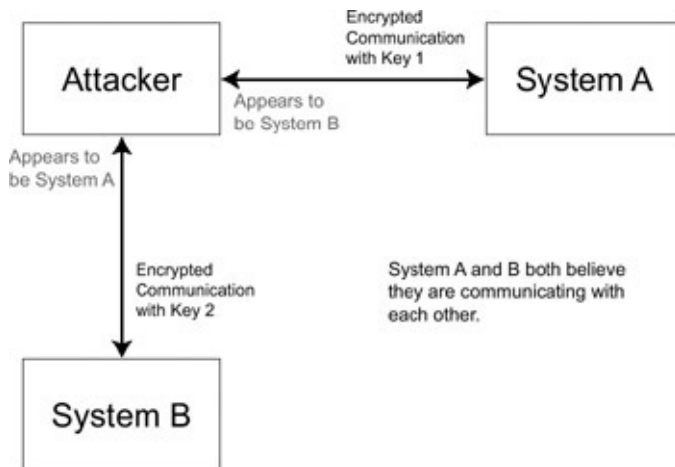 Encrypted
Communication
with Key 1
Attacker
System A
Appears to
be System B
Appears to
be System A
Encrypted
Communication
with Key 2
System A and B both believe
they are communicating with
each other.
System B